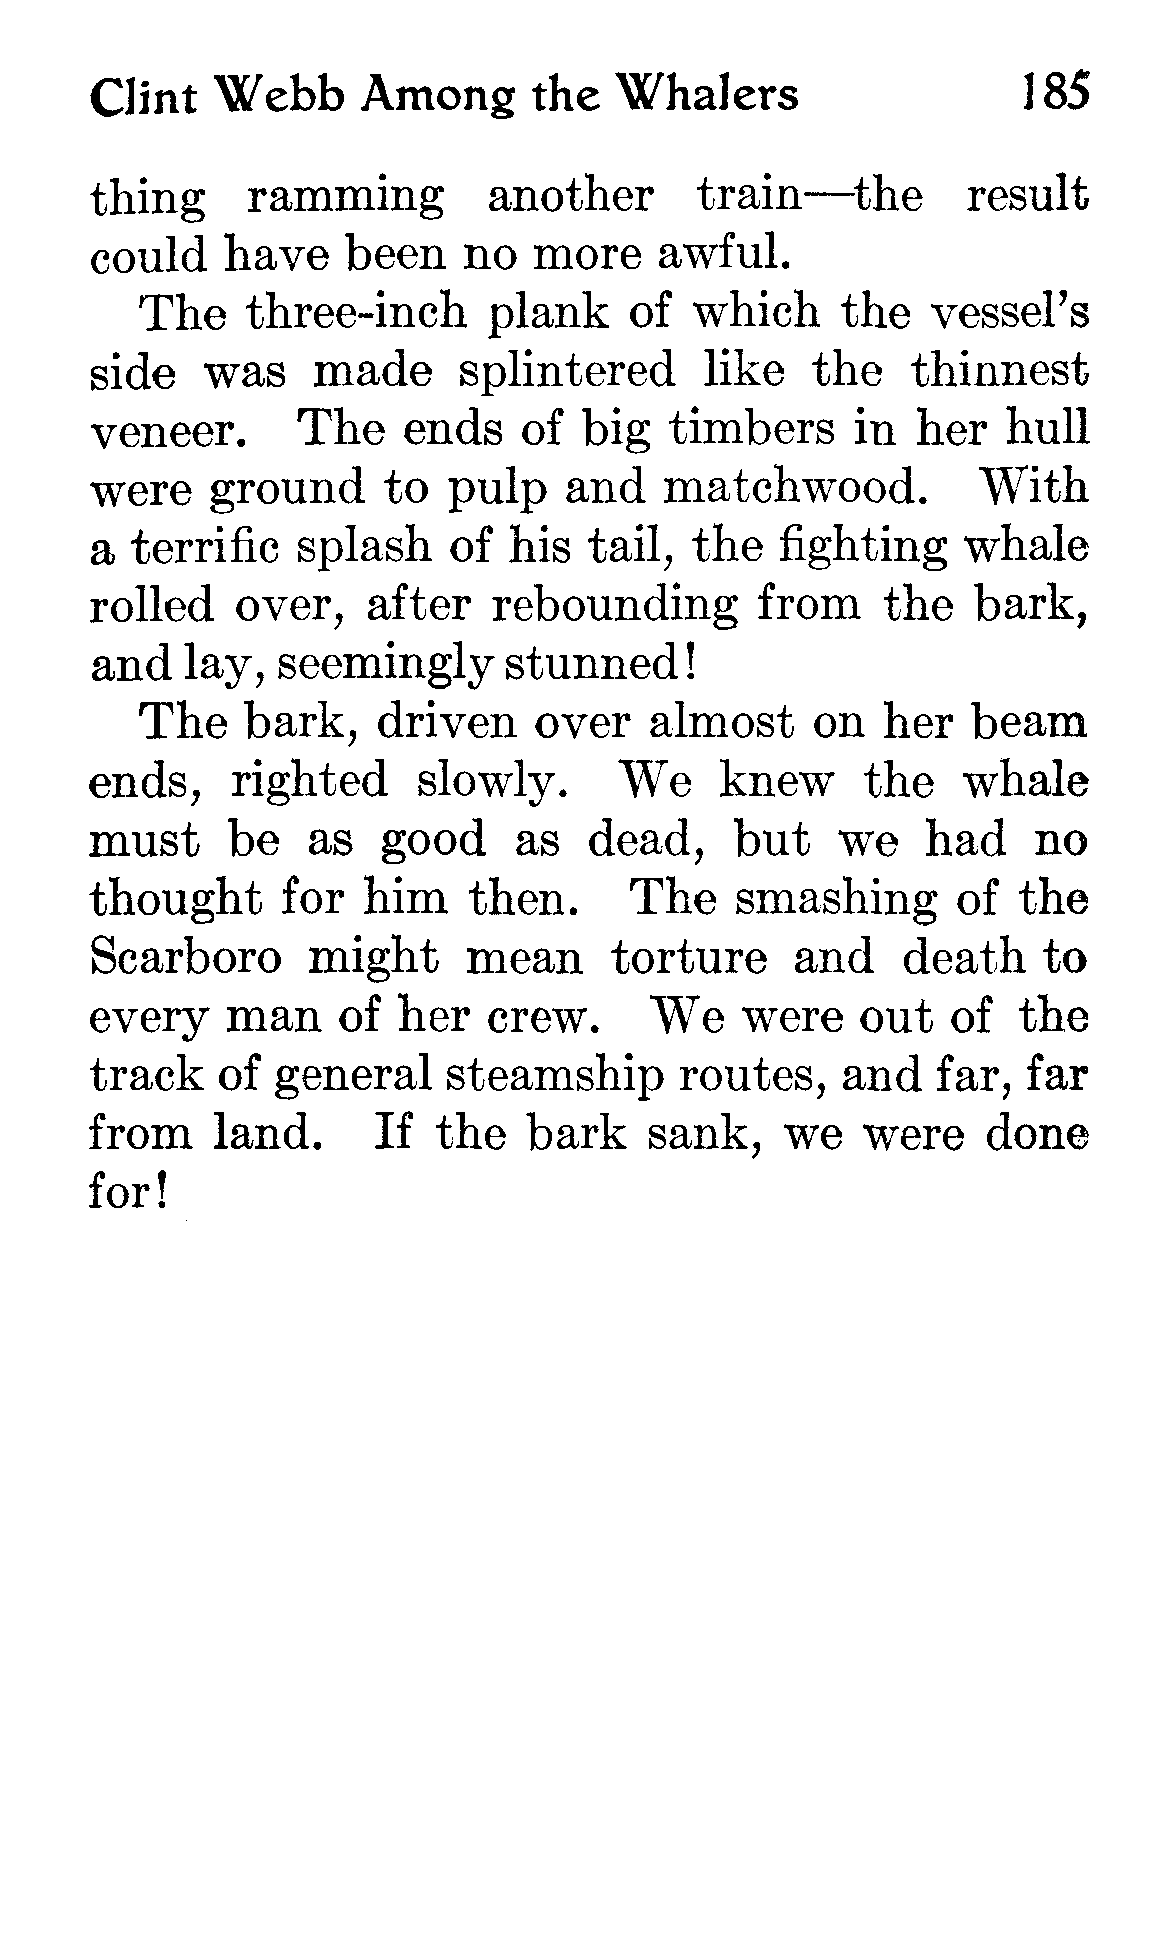 Clint Webb Among the Whalers 185
thing ramming another train—the result
could have been no more awful.
The three-inch plank of which the vessel's
side was made splintered like the thinnest
veneer. The ends of big timbers in her hull
were ground to pulp and matchwood. With
a terrific splash of his tail, the fighting whale
rolled over, after rebounding from the bark,
and lay, seemingly stunned!
The bark, driven over almost on her beam
ends, righted slowly. We knew the whale
must be as good as dead, but we had no
thought for him then. The smashing of the
Scarboro might mean torture and death to
every man of her crew. We were out of the
track of general steamship routes, and far, far
from land. If the bark sank, we were done
for!